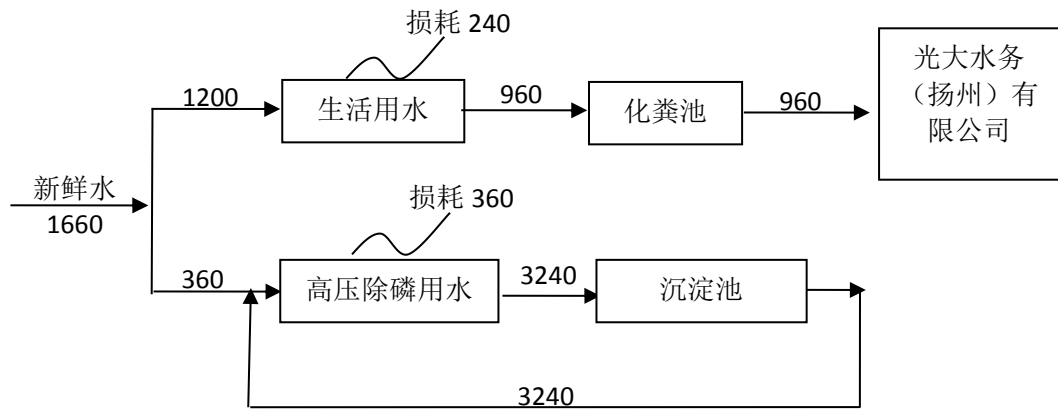 损耗 240
光大水务
（扬州）有
限公司
1200
生活用水
960
化粪池
960
新鲜水
1660
损耗 360
360
高压除磷用水
3240
沉淀池
3240